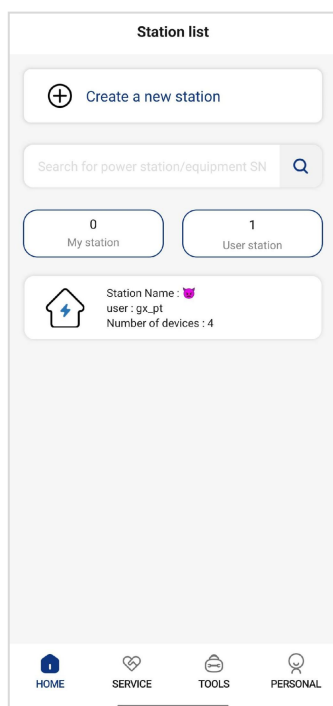 Station list
Create a new station
Search for power station/equipment SN
0
My station
1
User station
Station Name : 😈
user : gx_pt
Number of devices : 4
HOME
SERVICE
TOOLS
PERSONAL